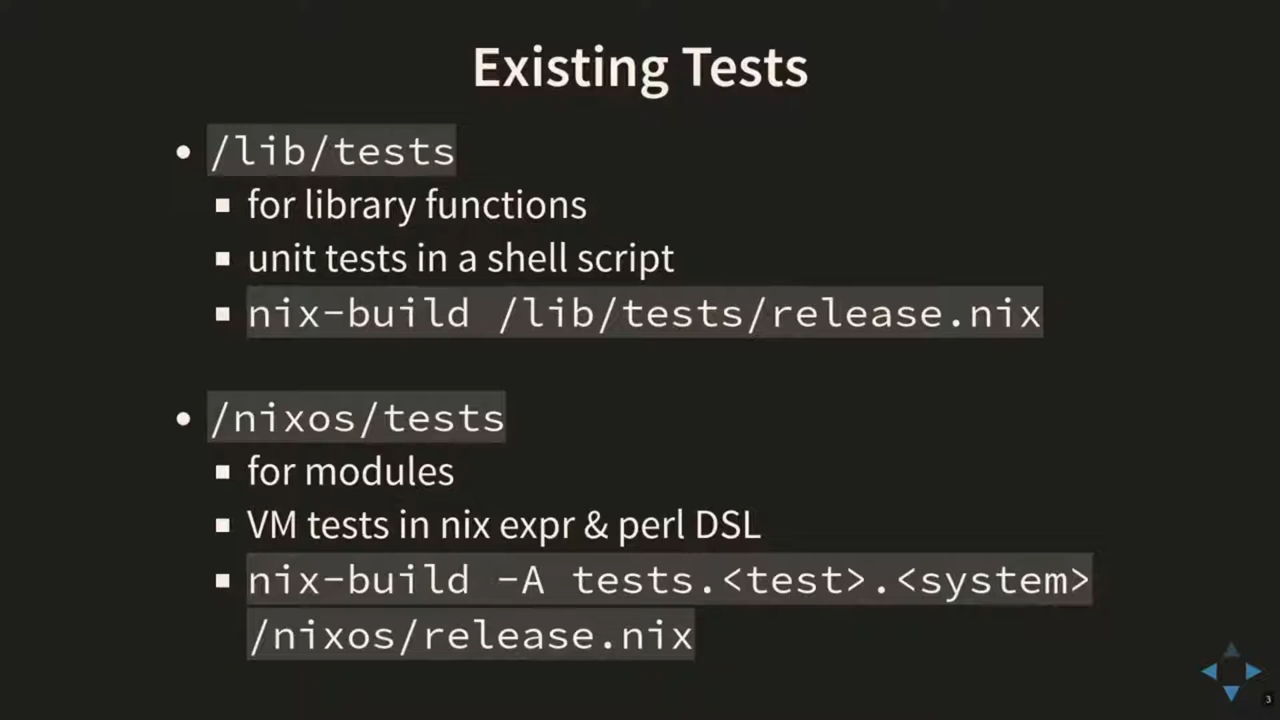 Existing Tests
/lib/tests
for library functions
unit tests in a shell script
nix-build /lib/tests/release.nix
/nixos/tests
for modules
VM tests in nix expr & perl DSL
nix-build -A tests.<test>.<system>
/nixos/release.nix
3